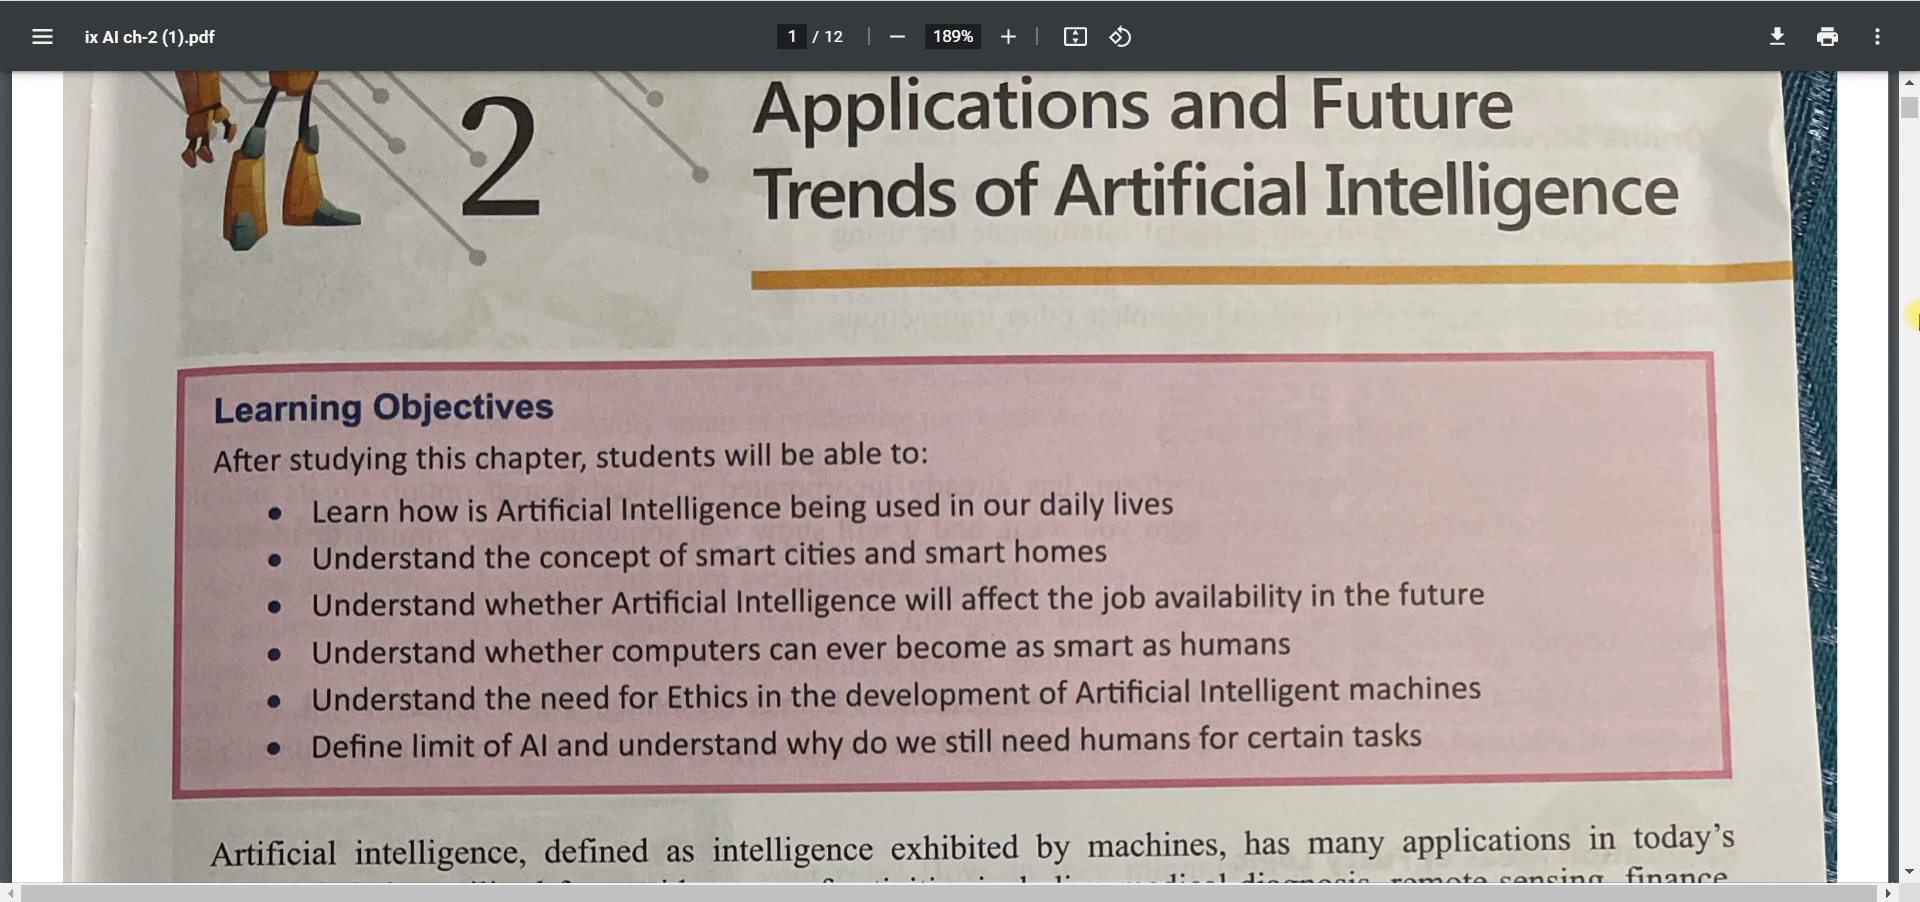 ix AI ch-2 (1).pdf
1 / 12
189%
2
Applications and Future
Trends of Artificial Intelligence
Learning Objectives
After studying this chapter, students will be able to:
• Learn how is Artificial Intelligence being used in our daily lives
• Understand the concept of smart cities and smart homes
• Understand whether Artificial Intelligence will affect the job availability in the future
• Understand whether computers can ever become as smart as humans
• Understand the need for Ethics in the development of Artificial Intelligent machines
• Define limit of AI and understand why do we still need humans for certain tasks
Artificial intelligence, defined as intelligence exhibited by machines, has many applications in today's
medical diagnosis, remote sensing, finance,